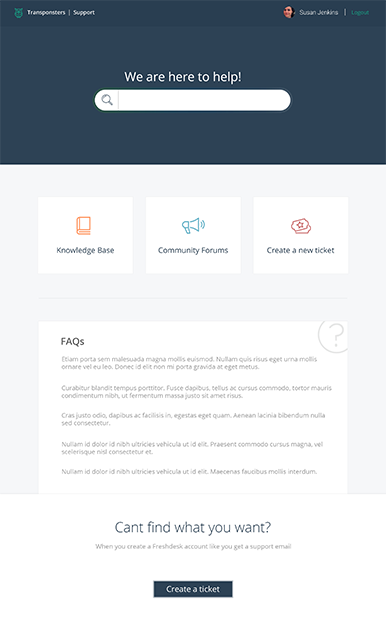 Transponsters | Support
Susan Jenkins | Logout
We are here to help!
Knowledge Base
Community Forums
Create a new ticket
FAQs
Etiam porta sem malesuada magna mollis euismod. Nullam quis risus eget urna mollis
ornare vel eu leo. Donec id elit non mi porta gravida at eget metus.
Curabitur blandit tempus porttitor. Fusce dapibus, tellus ac cursus commodo, tortor mauris
condimentum nibh, ut fermentum massa justo sit amet risus.
Cras justo odio, dapibus ac facilisis in, egestas eget quam. Aenean lacinia bibendum nulla
sed consectetur.
Nullam id dolor id nibh ultricies vehicula ut id elit. Praesent commodo cursus magna, vel
scelerisque nisl consectetur et.
Nullam id dolor id nibh ultricies vehicula ut id elit. Maecenas faucibus mollis interdum.
Cant find what you want?
When you create a Freshdesk account like you get a support email
Create a ticket